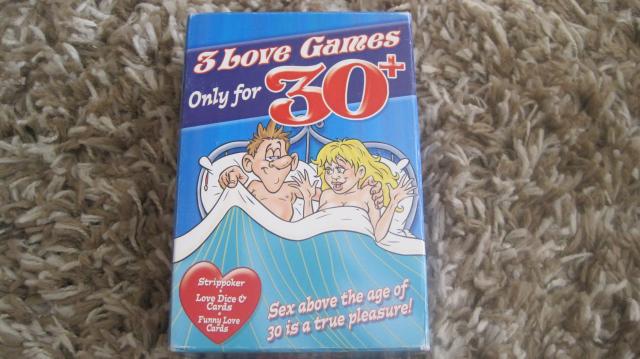 3 Love Games
Only for 30+
Strippoker
Love Dice &
Cards
Funny Love
Cards
Sex above the age of
30 is a true pleasure!